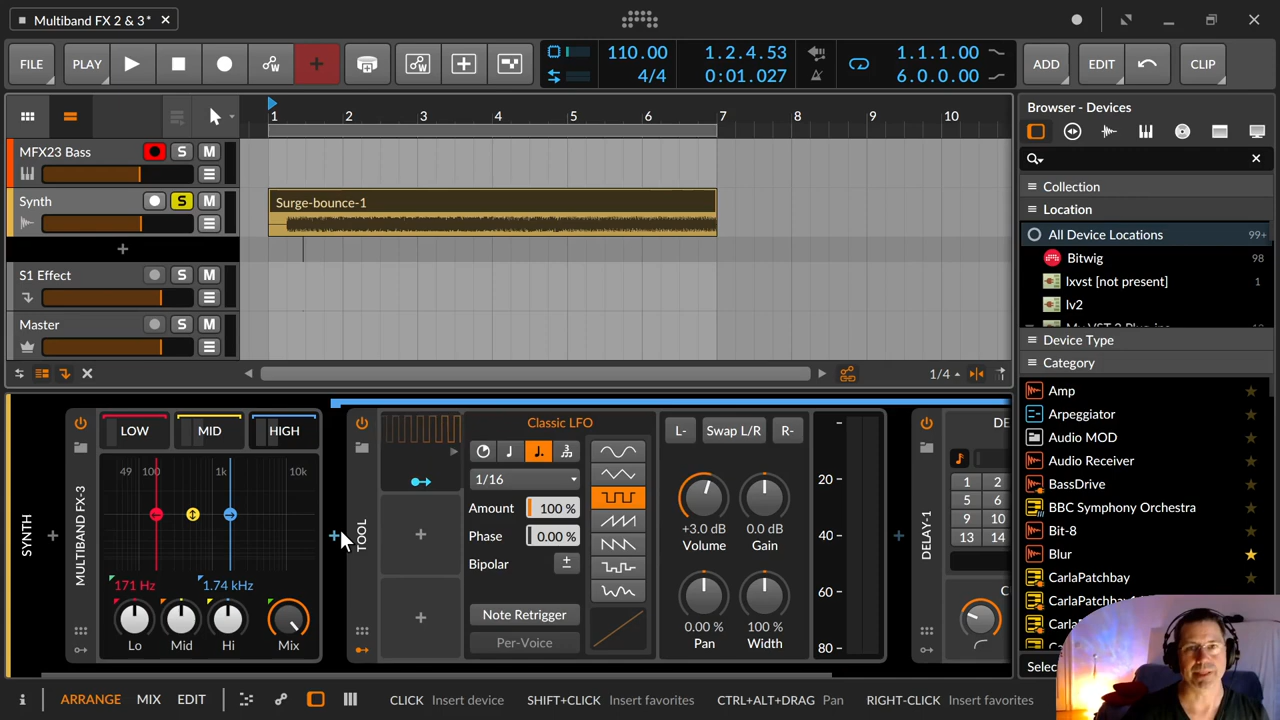 Multiband FX 2 & 3*
FILE
PLAY
110.00
4/4
1.2.4.53
0:01.027
1.1.1.00
6.0.0.00
ADD
EDIT
CLIP
1 2 3 4 5 6 7 8 9 10
MFX23 Bass
S M
Synth
S M
Surge-bounce-1
S1 Effect
S M
Master
S M
1/4
Browser - Devices
Collection
Location
All Device Locations 99+
Bitwig 98
lxvst [not present] 1
lv2
Device Type
Category
Amp
Arpeggiator
Audio MOD
Audio Receiver
BassDrive
BBC Symphony Orchestra
Bit-8
Blur
CarlaPatchbay
SYNTH
MULTIBAND FX-3
LOW MID HIGH
49 100 1k 10k
171 Hz 1.74 kHz
Lo Mid Hi Mix
TOOL
Classic LFO
1/16
Amount 100 %
Phase 0.00 %
Bipolar
Note Retrigger
Per-Voice
L- Swap L/R R-
+3.0 dB 0.0 dB
Volume Gain
0.00 % 100 %
Pan Width
20
40
60
80
DELAY-1
DE
1 2
5 6
9 10
13 14
ARRANGE MIX EDIT
CLICK Insert device SHIFT+CLICK Insert favorites CTRL+ALT+DRAG Pan RIGHT-CLICK Insert favorites